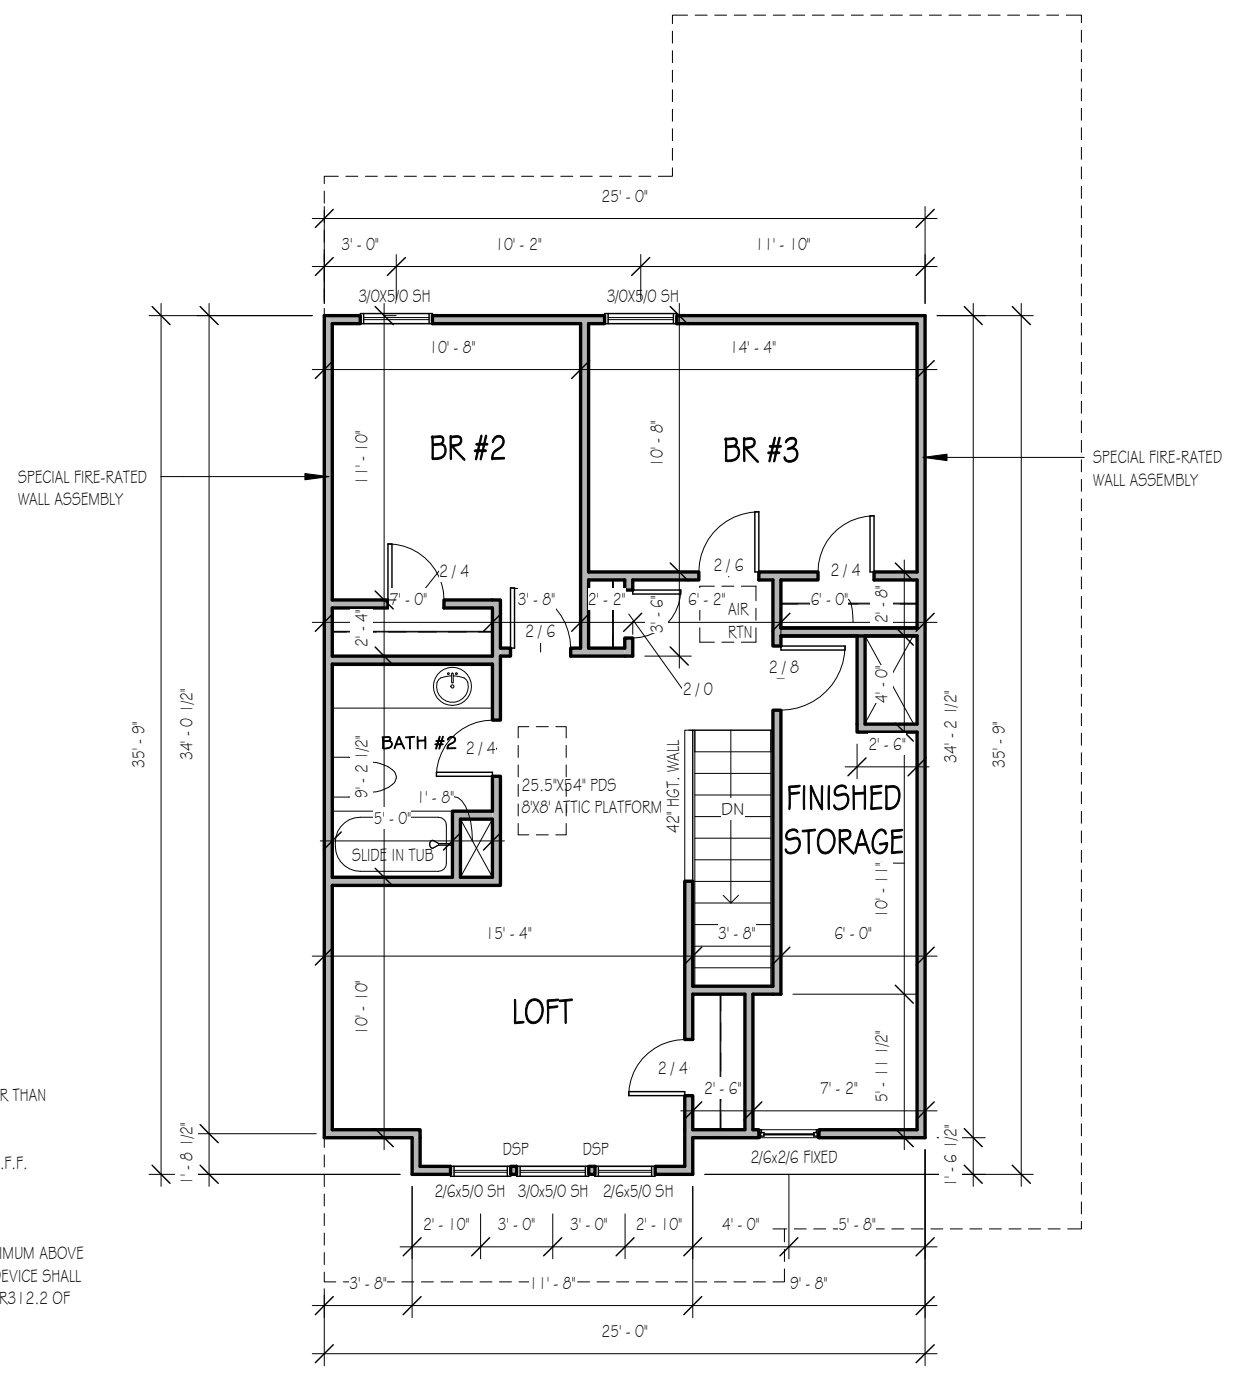 25' - 0"
3' - 0"
10' - 2"
11' - 10"
3/0X5/0 SH
3/0X5/0 SH
10' - 8"
14' - 4"
11' - 10"
10' - 8"
BR #2
BR #3
SPECIAL FIRE-RATED
WALL ASSEMBLY
SPECIAL FIRE-RATED
WALL ASSEMBLY
2/4
2/6
2/4
7' - 0"
3' - 8"
2' - 2"
3' - 6"
6' - 2"
6' - 0"
2' - 8"
AIR
RTN
2' - 4"
2/6
2/8
2/0
4' - 0"
35' - 9"
34' - 0 1/2"
34' - 2 1/2"
35' - 9"
BATH #2
2/4
9' - 2 1/2"
2' - 6"
42" HGT. WALL
25.5"X54" PDS
8'X8' ATTIC PLATFORM
1' - 8"
5' - 0"
SLIDE IN TUB
DN
FINISHED
STORAGE
10' - 11"
15' - 4"
3' - 8"
6' - 0"
10' - 10"
LOFT
2/4
2' - 6"
7' - 2"
5' - 11 1/2"
R THAN
1' - 8 1/2"
1' - 6 1/2"
DSP
DSP
.F.F.
2/6x2/6 FIXED
2/6x5/0 SH
3/0x5/0 SH
2/6x5/0 SH
2' - 10"
3' - 0"
3' - 0"
2' - 10"
4' - 0"
5' - 8"
IMUM ABOVE
DEVICE SHALL
R312.2 OF
3' - 8"
11' - 8"
9' - 8"
25' - 0"